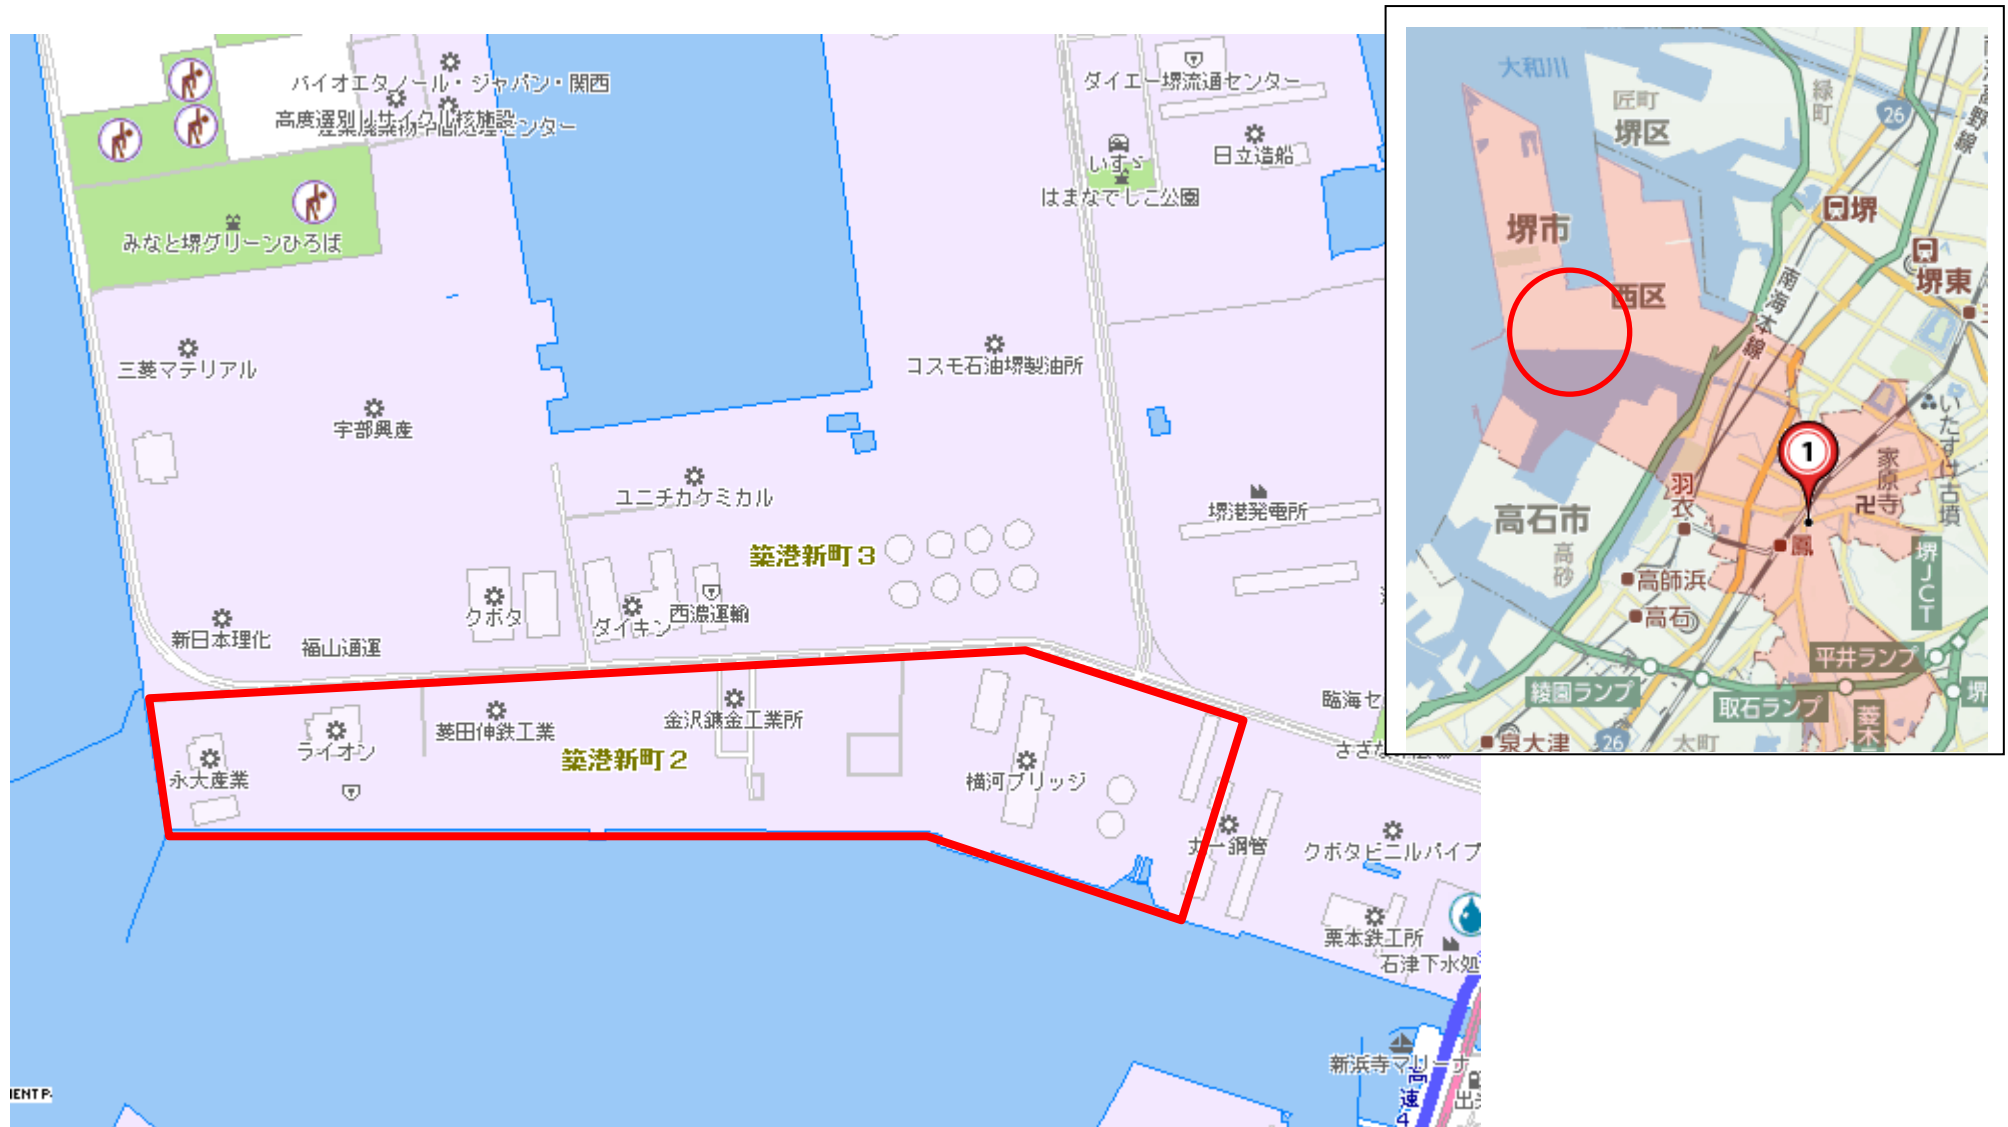 バイオエタノール・ジャパン・関西
高度選別リサイクル核施設
みなと堺グリーンひろば
ダイエー堺流通センター
いすゞ
日立造船
はまなでしこ公園
三菱マテリアル
宇部興産
コスモ石油堺製油所
ユニチカケミカル
堺港発電所
築港新町3
クボタ
ダイキン
西濃運輸
新日本理化
福山通運
臨海セ
ライオン
菱田伸鉄工業
金沢鍍金工業所
築港新町2
永大産業
横河ブリッジ
丸一鋼管
クボタビニルパイプ
栗本鉄工所
石津下水処
新浜寺マリーナ
高速4
IENT P
大和川
匠町
堺区
緑町
26
堺市
堺
堺東
西区
南海本線
1
いたすけ古墳
家原寺
羽衣
高石市
高砂
鳳
高師浜
高石
堺JCT
平井ランプ
綾園ランプ
取石ランプ
堺
菱木
泉大津
26
太町